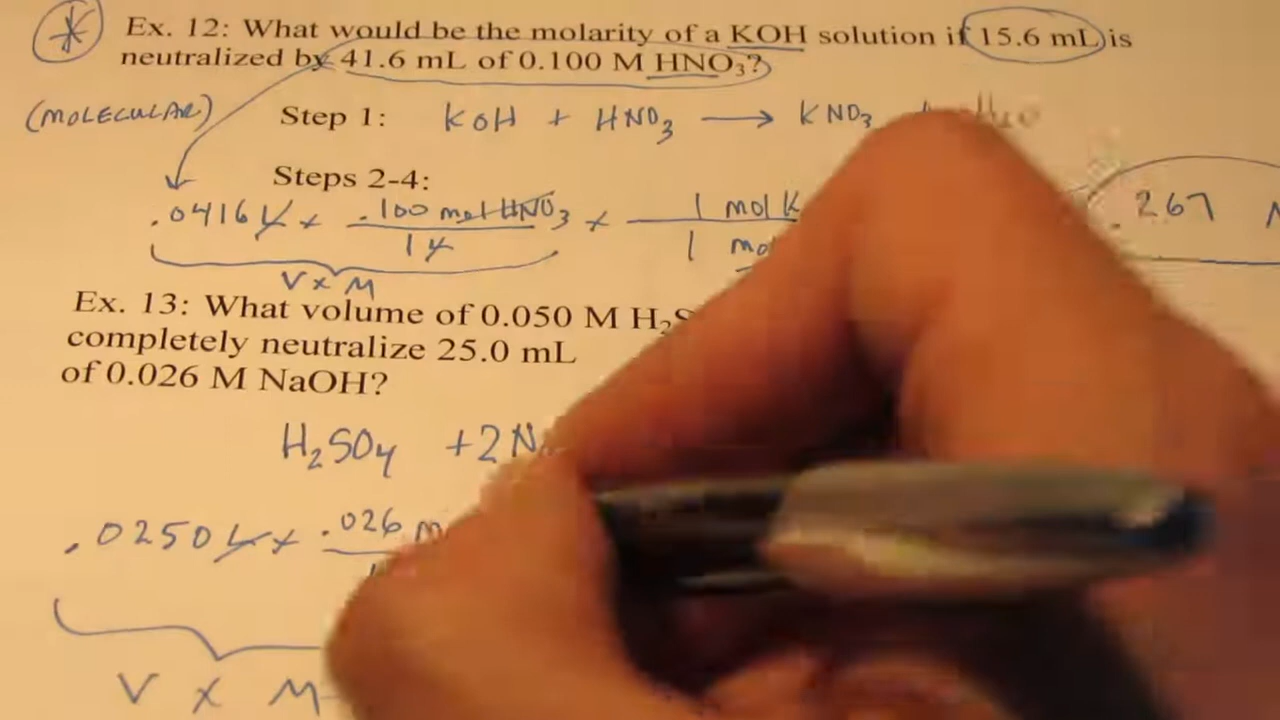 Ex. 12: What would be the molarity of a KOH solution if 15.6 mL is
neutralized by 41.6 mL of 0.100 M HNO₃?
(MOLECULAR) Step 1: KOH + HNO₃ → KNO₃
Steps 2-4:
.0416 L x .100 mol HNO₃ x 1 mol K .267
1 L 1 mo
V x M
Ex. 13: What volume of 0.050 M H₂S
completely neutralize 25.0 mL
of 0.026 M NaOH?
H₂SO₄ + 2 N
.0250 L x .026 m
V x M